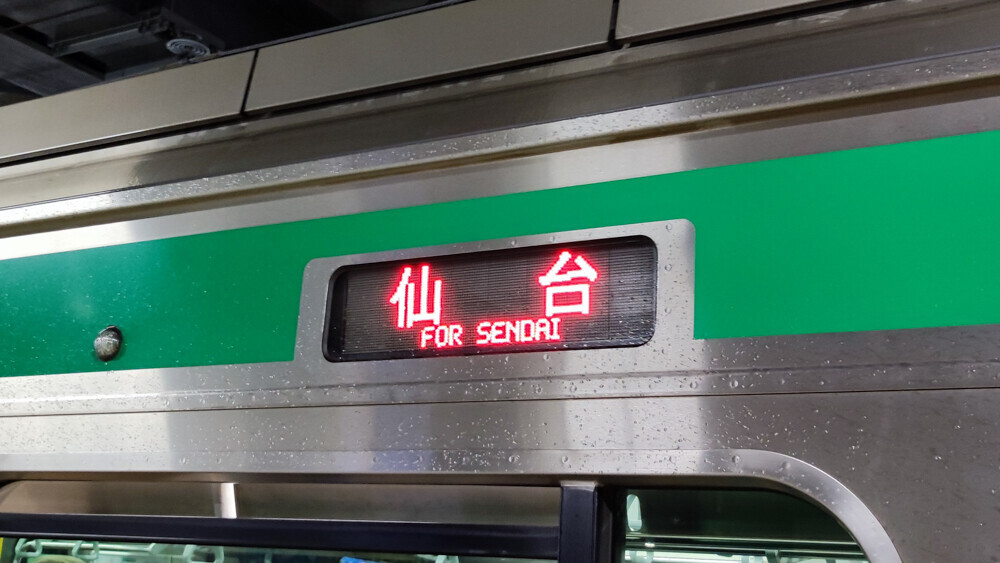 仙台
FOR SENDAI